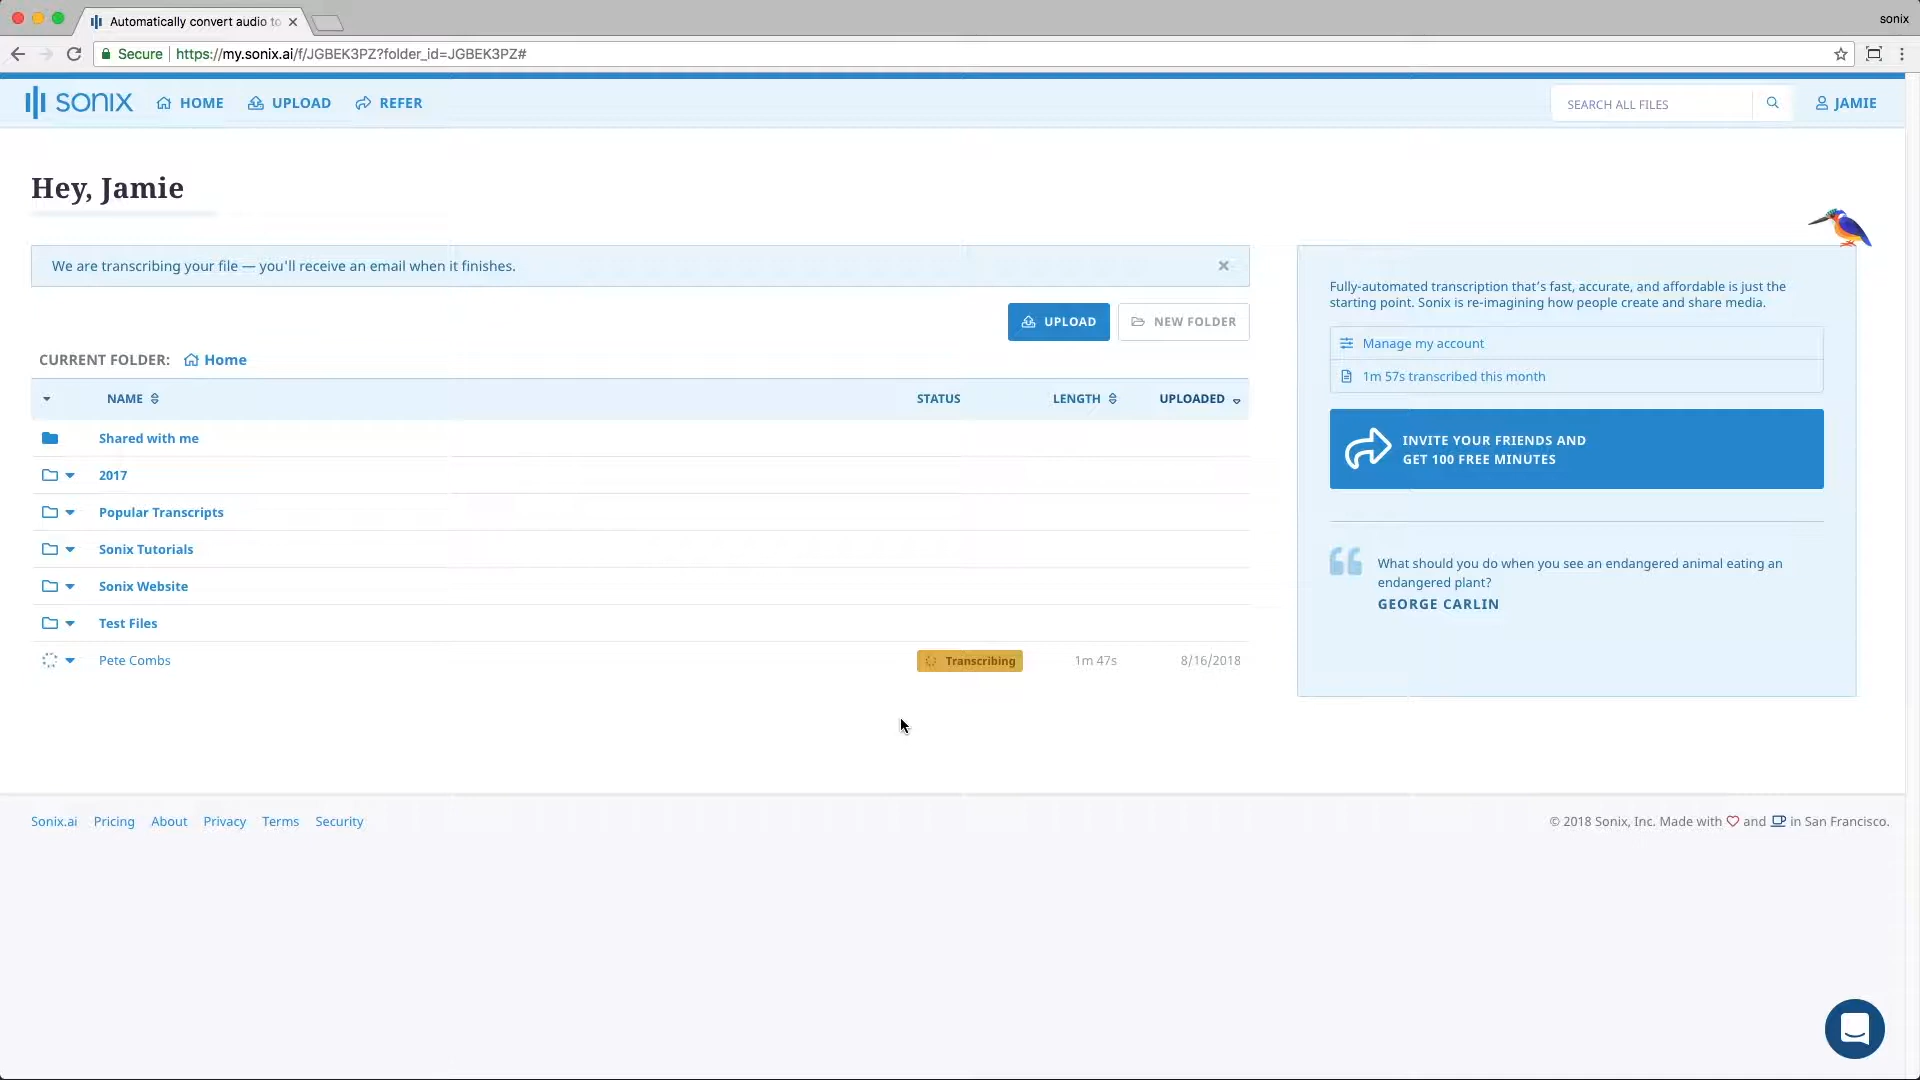 Automatically convert audio to
sonix
Secure
https://my.sonix.ai/f/JGBEK3PZ?folder_id=JGBEK3PZ#
sonix
HOME
UPLOAD
REFER
SEARCH ALL FILES
JAMIE
Hey, Jamie
We are transcribing your file — you'll receive an email when it finishes.
UPLOAD
NEW FOLDER
CURRENT FOLDER: Home
NAME
STATUS
LENGTH
UPLOADED
Shared with me
2017
Popular Transcripts
Sonix Tutorials
Sonix Website
Test Files
Pete Combs
Transcribing
1m 47s
8/16/2018
Fully-automated transcription that's fast, accurate, and affordable is just the
starting point. Sonix is re-imagining how people create and share media.
Manage my account
1m 57s transcribed this month
INVITE YOUR FRIENDS AND
GET 100 FREE MINUTES
What should you do when you see an endangered animal eating an
endangered plant?
GEORGE CARLIN
Sonix.ai
Pricing
About
Privacy
Terms
Security
© 2018 Sonix, Inc. Made with
and
in San Francisco.